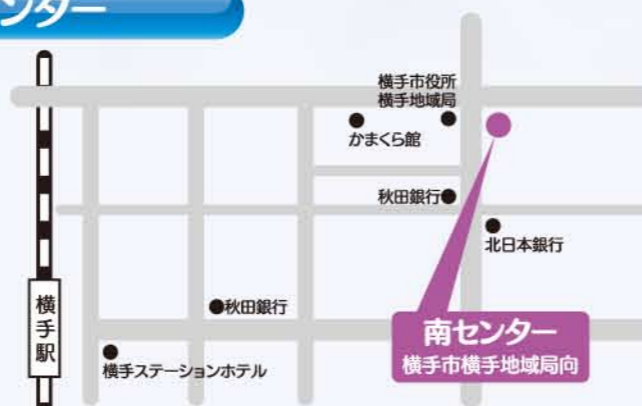 ンター
横手市役所
横手地域局
かまくら館
秋田銀行
北日本銀行
横手駅
秋田銀行
横手ステーションホテル
南センター
横手市横手地域局向